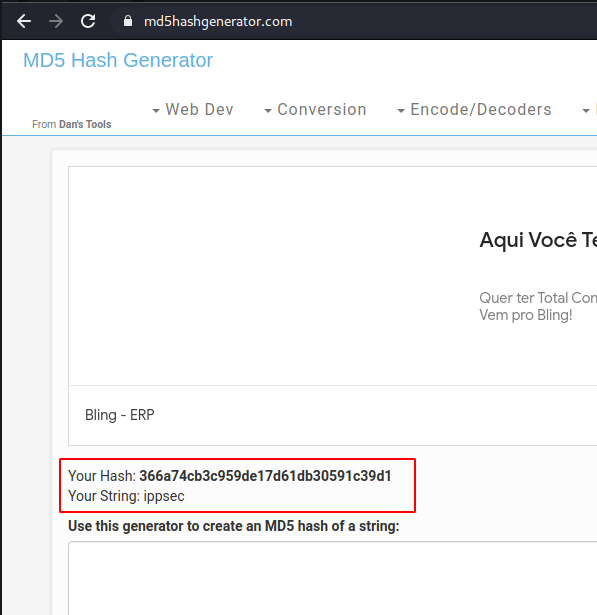 md5hashgenerator.com
MD5 Hash Generator
From Dan's Tools
Web Dev
Conversion
Encode/Decoders
Aqui Você Te
Quer ter Total Con
Vem pro Bling!
Bling - ERP
Your Hash: 366a74cb3c959de17d61db30591c39d1
Your String: ippsec
Use this generator to create an MD5 hash of a string: